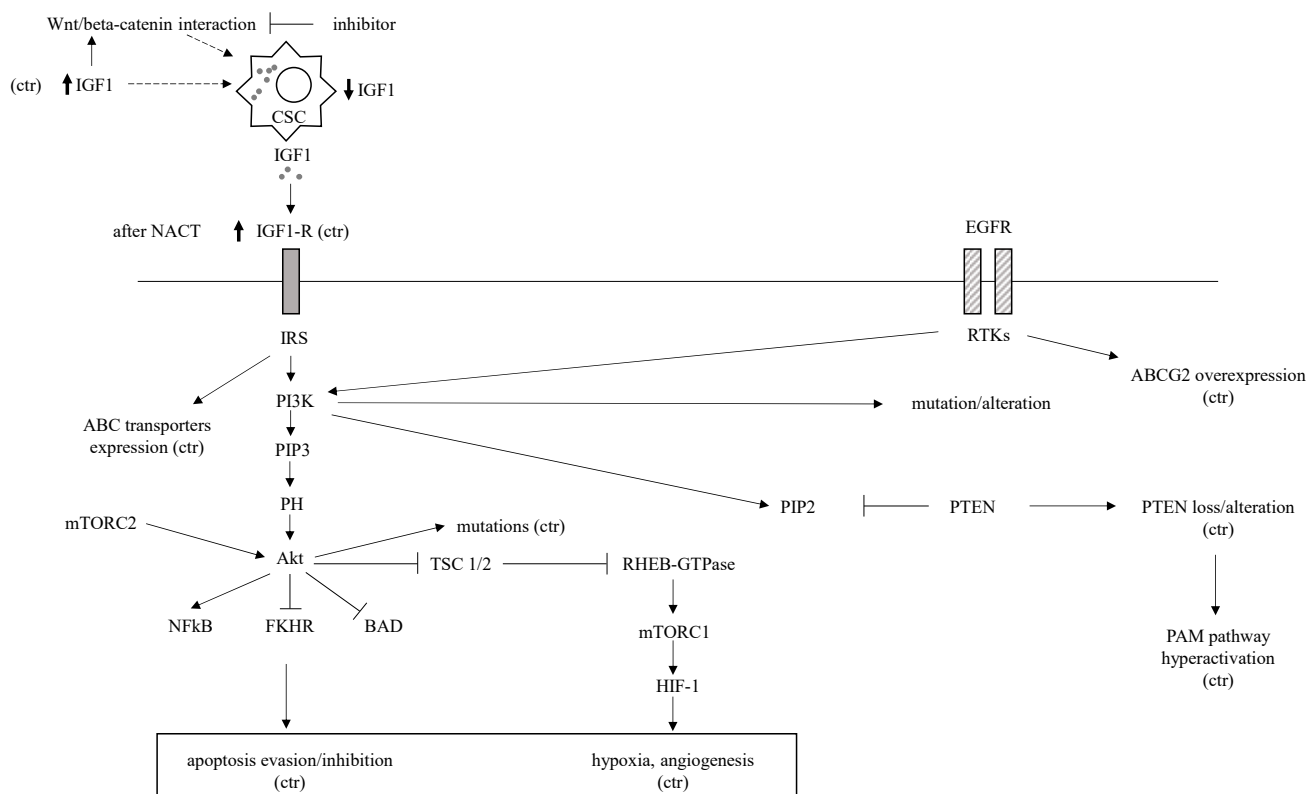 Wnt/beta-catenin interaction
inhibitor
(ctr)
IGF1
IGF1
CSC
IGF1
after NACT
IGF1-R (ctr)
EGFR
IRS
RTKs
ABCG2 overexpression
(ctr)
PI3K
mutation/alteration
ABC transporters
expression (ctr)
PIP3
PH
PIP2
PTEN
PTEN loss/alteration
(ctr)
mTORC2
mutations (ctr)
Akt
TSC 1/2
RHEB-GTPase
NFkB
FKHR
BAD
mTORC1
PAM pathway
hyperactivation
(ctr)
HIF-1
apoptosis evasion/inhibition
(ctr)
hypoxia, angiogenesis
(ctr)